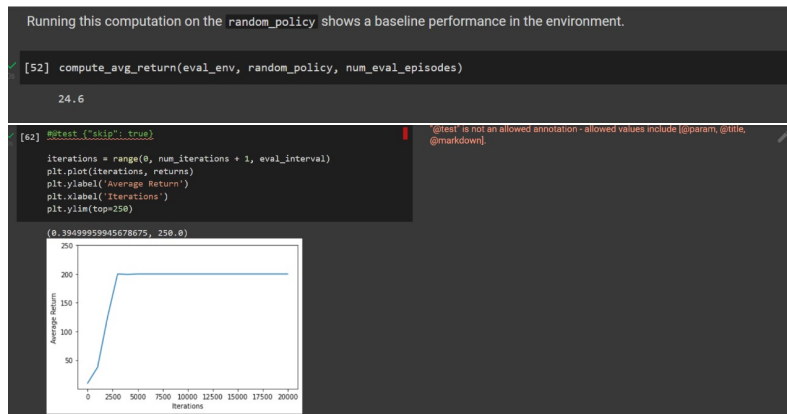 Running this computation on the random_policy shows a baseline performance in the environment.
[52] compute_avg_return(eval_env, random_policy, num_eval_episodes)
24.6
[62] #@test {"skip": true}
iterations = range(0, num_iterations + 1, eval_interval)
plt.plot(iterations, returns)
plt.ylabel('Average Return')
plt.xlabel('Iterations')
plt.ylim(top=250)
"@test" is not an allowed annotation - allowed values include [@param, @title,
@markdown].
(0.39499959945678675, 250.0)
250
200
150
100
50
Average Return
0 2500 5000 7500 10000 12500 15000 17500 20000
Iterations